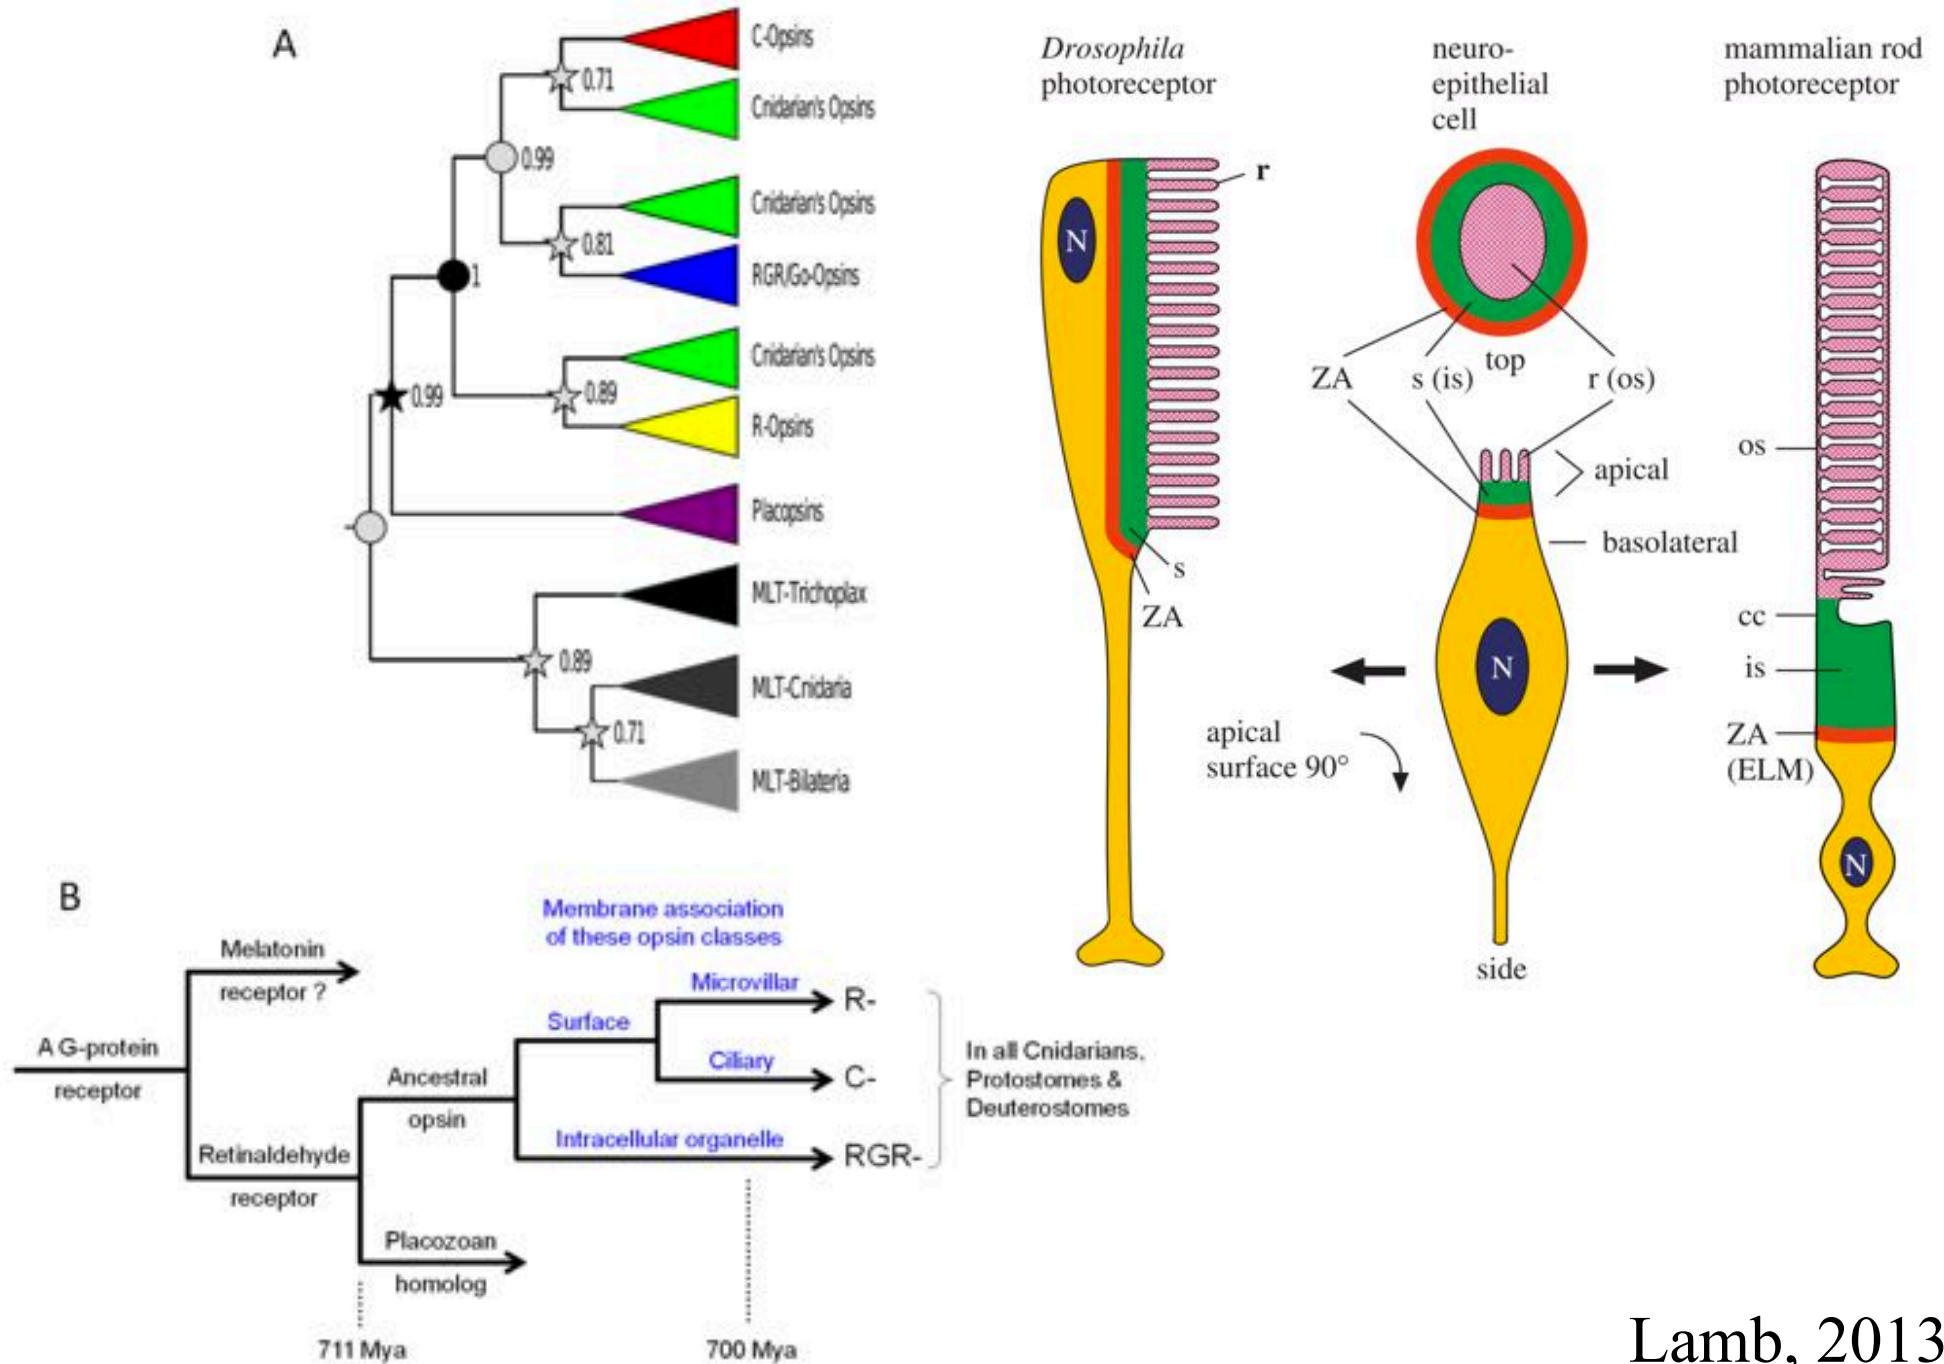 A
C-Opsins
0.71
Cnidarian's Opsins
0.99
Cnidarian's Opsins
0.81
RGR/Go-Opsins
1
Cnidarian's Opsins
0.89
R-Opsins
0.99
Placopsins
MLT-Trichoplax
0.89
MLT-Cnidaria
0.71
MLT-Bilateria
B
Membrane association
of these opsin classes
Melatonin
receptor ?
Microvillar
R-
Surface
A G-protein
receptor
Ciliary
C-
Ancestral
opsin
In all Cnidarians,
Protostomes &
Deuterostomes
Intracellular organelle
RGR-
Retinaldehyde
receptor
Placozoan
homolog
711 Mya
700 Mya
Drosophila
photoreceptor
r
N
s
ZA
neuro-
epithelial
cell
top
ZA
s (is)
r (os)
apical
basolateral
N
apical
surface 90°
side
mammalian rod
photoreceptor
os
cc
is
ZA
(ELM)
N
Lamb, 2013